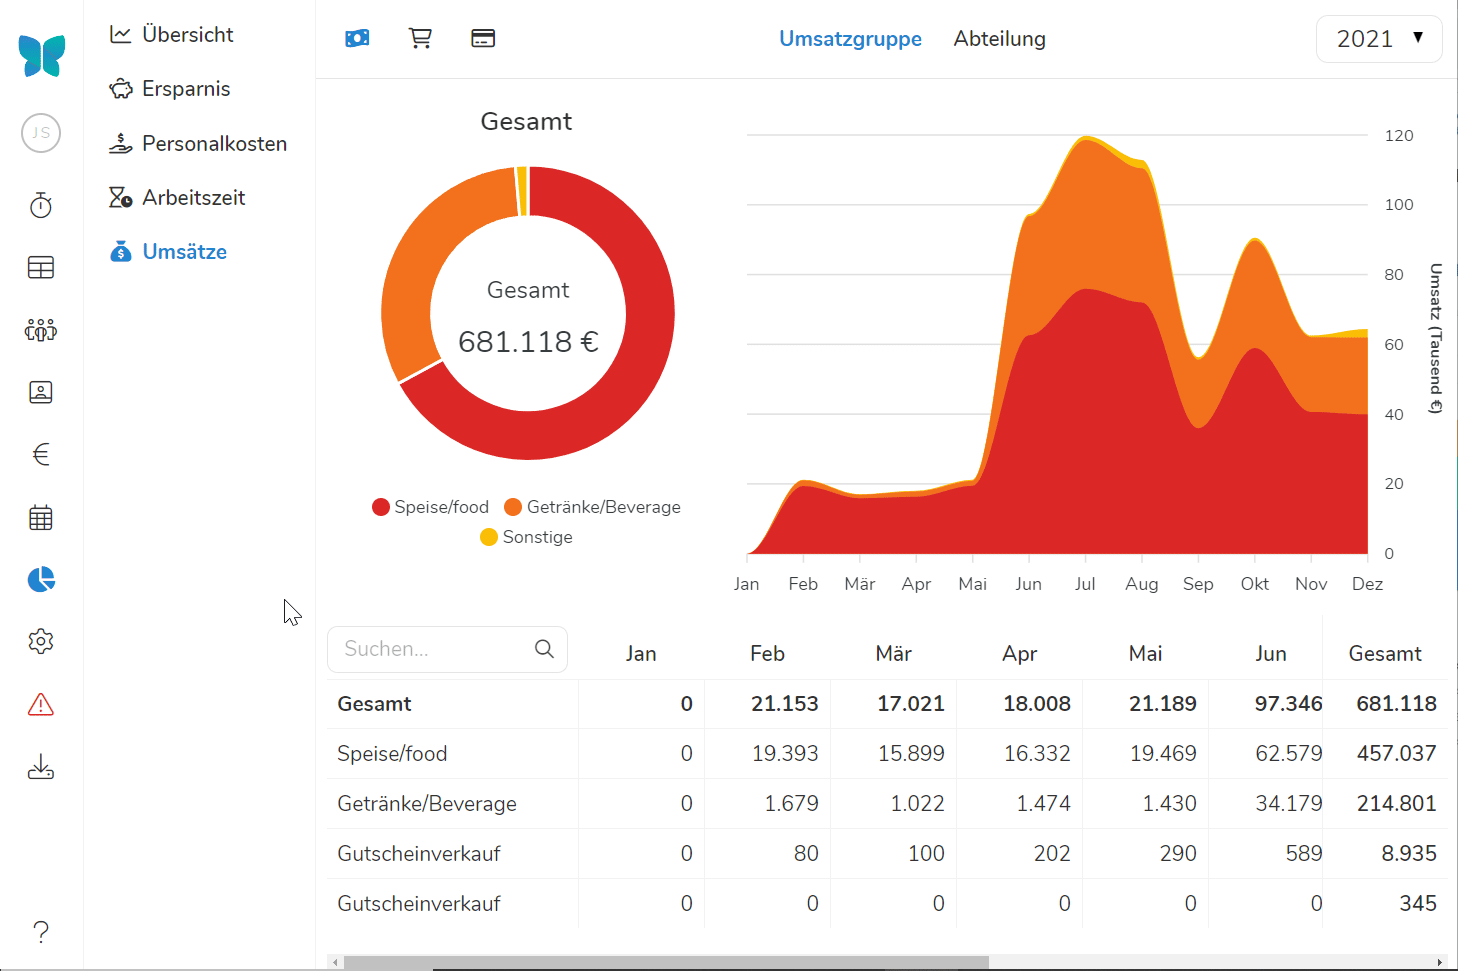 JS
Übersicht
Ersparnis
Personalkosten
Arbeitszeit
Umsätze
Umsatzgruppe Abteilung
2021
Gesamt
Gesamt
681.118 €
Speise/food Getränke/Beverage
Sonstige
120
100
80
60
40
20
0
Umsatz (Tausend €)
Jan Feb Mär Apr Mai Jun Jul Aug Sep Okt Nov Dez
Suchen... Jan Feb Mär Apr Mai Jun Gesamt
Gesamt 0 21.153 17.021 18.008 21.189 97.346 681.118
Speise/food 0 19.393 15.899 16.332 19.469 62.579 457.037
Getränke/Beverage 0 1.679 1.022 1.474 1.430 34.179 214.801
Gutscheinverkauf 0 80 100 202 290 589 8.935
Gutscheinverkauf 0 0 0 0 0 0 345